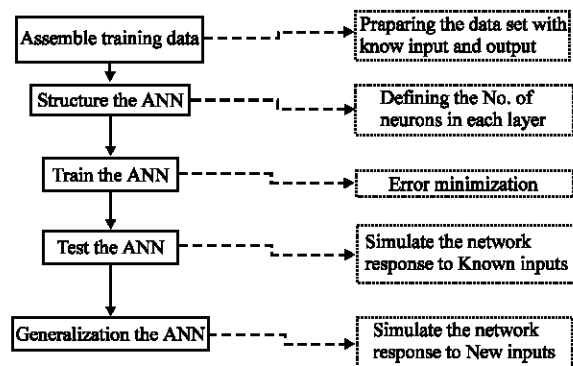 Assemble training data
Praparing the data set with
know input and output
Structure the ANN
Defining the No. of
neurons in each layer
Train the ANN
Error minimization
Test the ANN
Simulate the network
response to Known inputs
Generalization the ANN
Simulate the network
response to New inputs